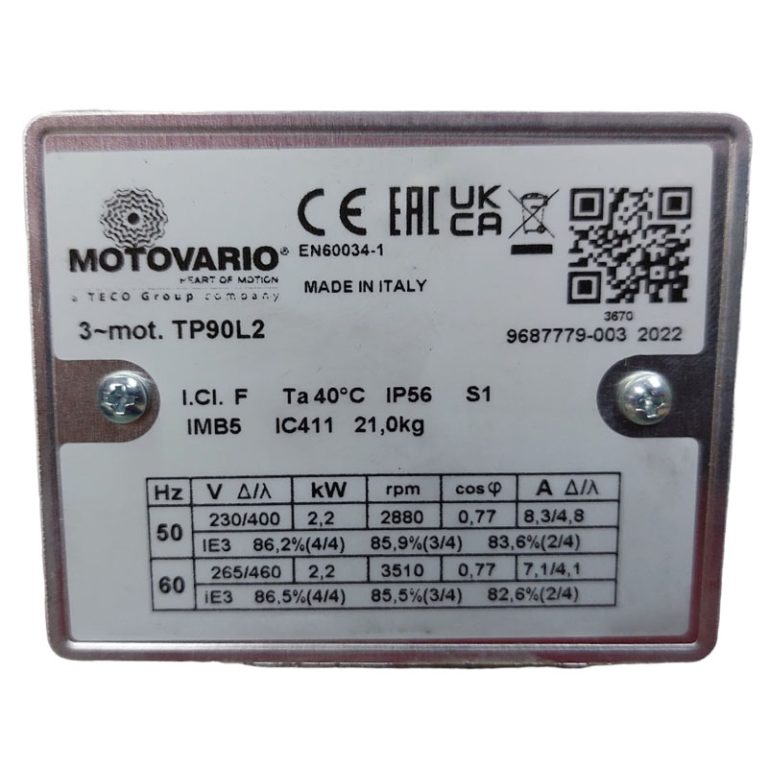 MOTOVARIO®
HEART OF MOTION
a TECO Group company
CE EAC UK CA
EN60034-1
MADE IN ITALY
3670
3~mot. TP90L2
9687779-003 2022
I.Cl. F Ta 40°C IP56 S1
IMB5 IC411 21,0kg
Hz V Δ/λ kW rpm cosφ A Δ/λ
50 230/400 2,2 2880 0,77 8,3/4,8
IE3 86,2%(4/4) 85,9%(3/4) 83,6%(2/4)
60 265/460 2,2 3510 0,77 7,1/4,1
IE3 86,5%(4/4) 85,5%(3/4) 82,6%(2/4)